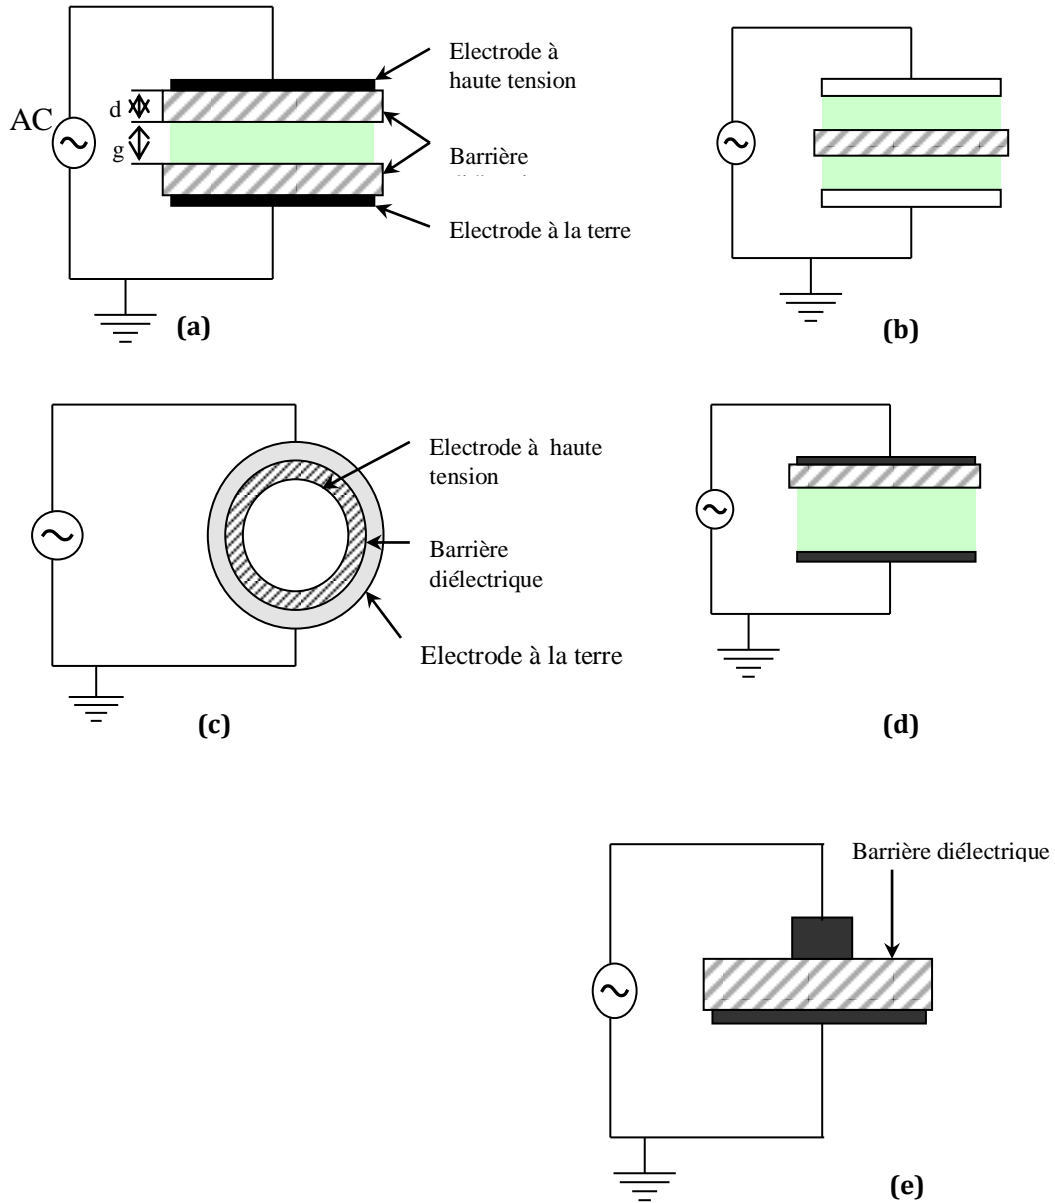 Electrode à
haute tension
d
AC
g
Barrière
Electrode à la terre
(a)
(b)
Electrode à haute
tension
Barrière
diélectrique
Electrode à la terre
(c)
(d)
Barrière diélectrique
(e)